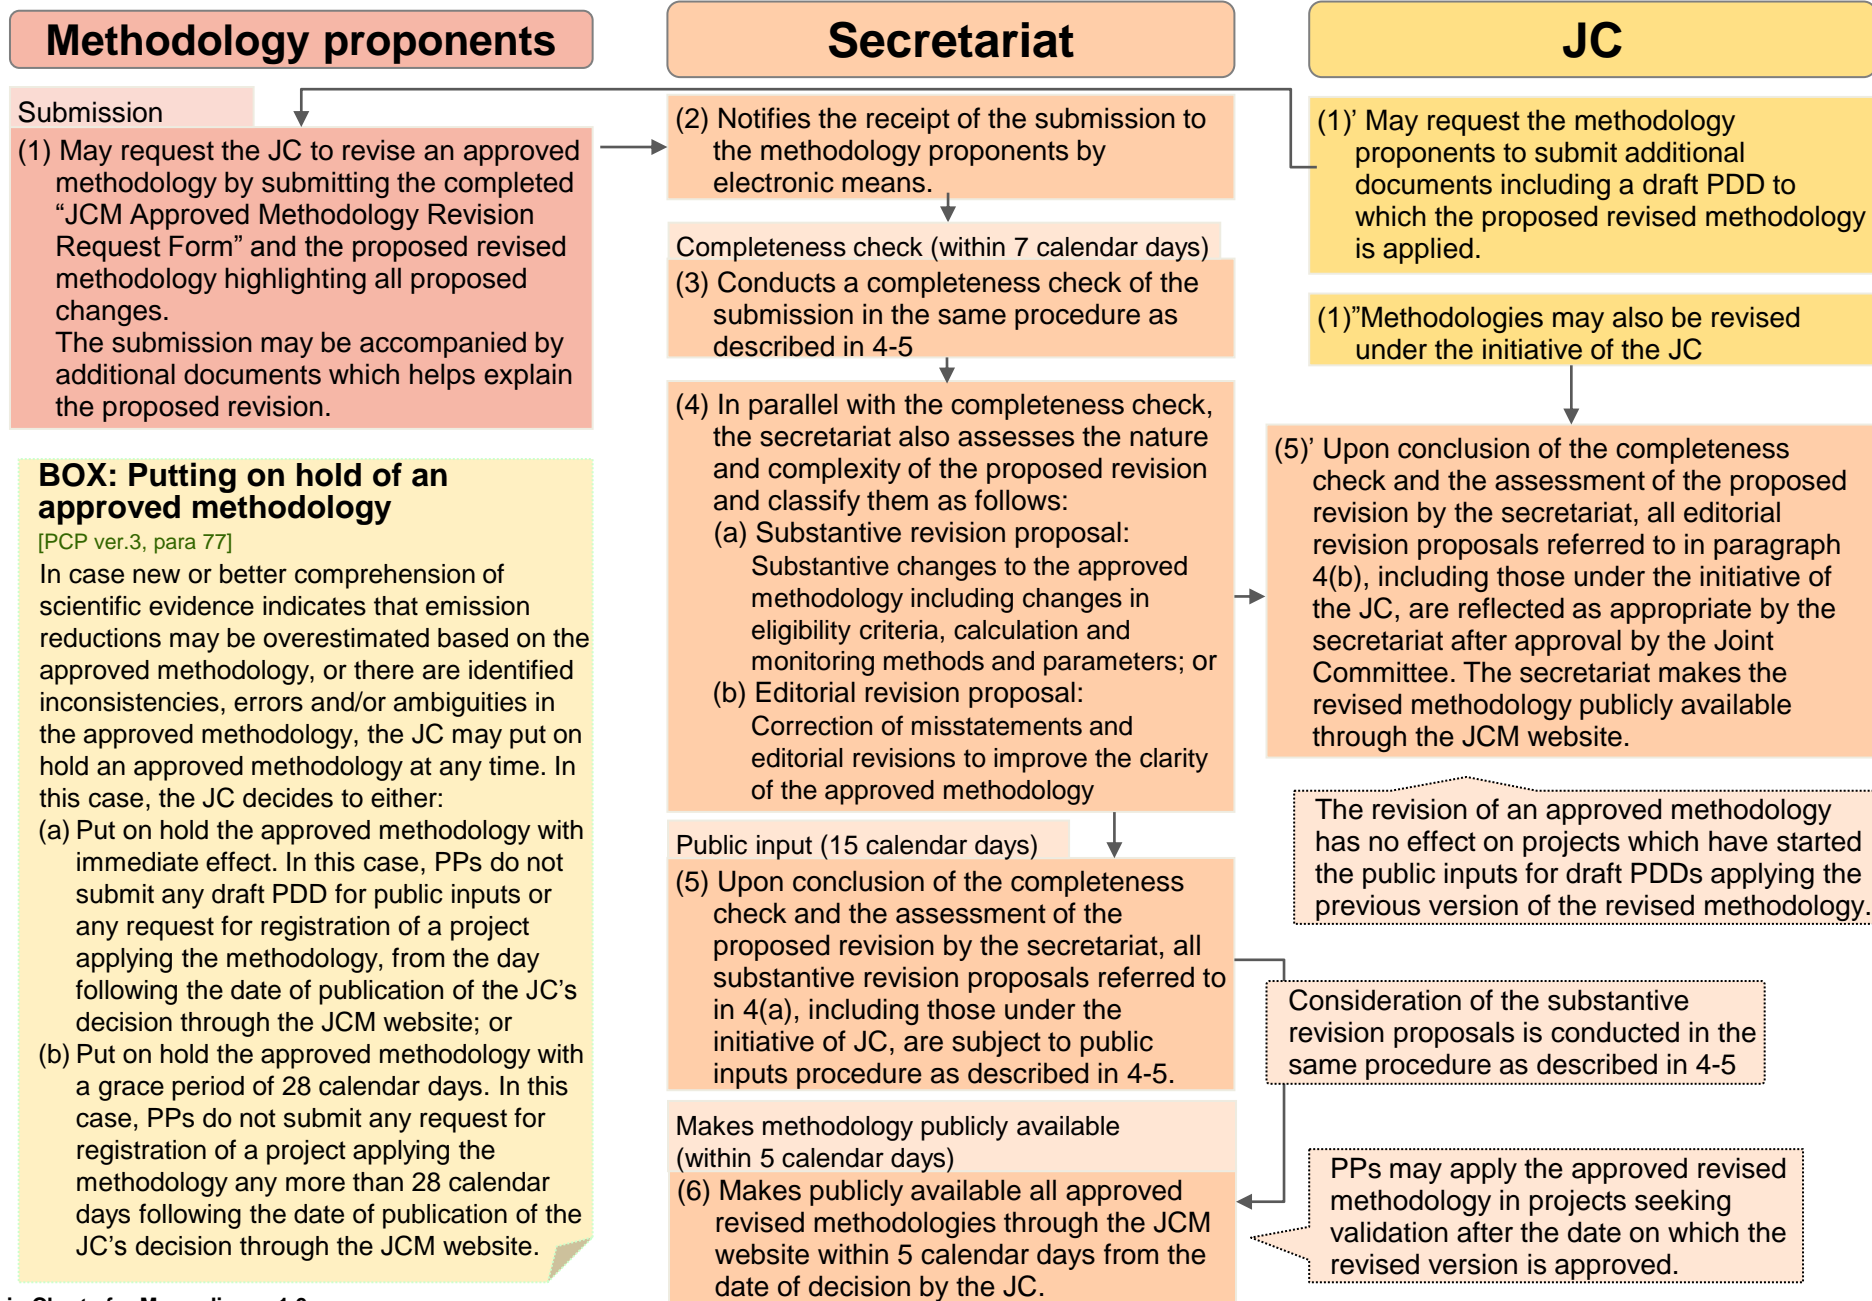 Methodology proponents
Secretariat
JC
Submission
(1) May request the JC to revise an approved
methodology by submitting the completed
“JCM Approved Methodology Revision
Request Form” and the proposed revised
methodology highlighting all proposed
changes.
The submission may be accompanied by
additional documents which helps explain
the proposed revision.
BOX: Putting on hold of an
approved methodology
[PCP ver.3, para 77]
In case new or better comprehension of
scientific evidence indicates that emission
reductions may be overestimated based on the
approved methodology, or there are identified
inconsistencies, errors and/or ambiguities in
the approved methodology, the JC may put on
hold an approved methodology at any time. In
this case, the JC decides to either:
(a) Put on hold the approved methodology with
immediate effect. In this case, PPs do not
submit any draft PDD for public inputs or
any request for registration of a project
applying the methodology, from the day
following the date of publication of the JC’s
decision through the JCM website; or
(b) Put on hold the approved methodology with
a grace period of 28 calendar days. In this
case, PPs do not submit any request for
registration of a project applying the
methodology any more than 28 calendar
days following the date of publication of the
JC’s decision through the JCM website.
(2) Notifies the receipt of the submission to
the methodology proponents by
electronic means.
Completeness check (within 7 calendar days)
(3) Conducts a completeness check of the
submission in the same procedure as
described in 4-5
(4) In parallel with the completeness check,
the secretariat also assesses the nature
and complexity of the proposed revision
and classify them as follows:
(a) Substantive revision proposal:
Substantive changes to the approved
methodology including changes in
eligibility criteria, calculation and
monitoring methods and parameters; or
(b) Editorial revision proposal:
Correction of misstatements and
editorial revisions to improve the clarity
of the approved methodology
Public input (15 calendar days)
(5) Upon conclusion of the completeness
check and the assessment of the
proposed revision by the secretariat, all
substantive revision proposals referred to
in 4(a), including those under the
initiative of JC, are subject to public
inputs procedure as described in 4-5.
Makes methodology publicly available
(within 5 calendar days)
(6) Makes publicly available all approved
revised methodologies through the JCM
website within 5 calendar days from the
date of decision by the JC.
(1)’ May request the methodology
proponents to submit additional
documents including a draft PDD to
which the proposed revised methodology
is applied.
(1)”Methodologies may also be revised
under the initiative of the JC
(5)’ Upon conclusion of the completeness
check and the assessment of the proposed
revision by the secretariat, all editorial
revision proposals referred to in paragraph
4(b), including those under the initiative of
the JC, are reflected as appropriate by the
secretariat after approval by the Joint
Committee. The secretariat makes the
revised methodology publicly available
through the JCM website.
The revision of an approved methodology
has no effect on projects which have started
the public inputs for draft PDDs applying the
previous version of the revised methodology.
Consideration of the substantive
revision proposals is conducted in the
same procedure as described in 4-5
PPs may apply the approved revised
methodology in projects seeking
validation after the date on which the
revised version is approved.